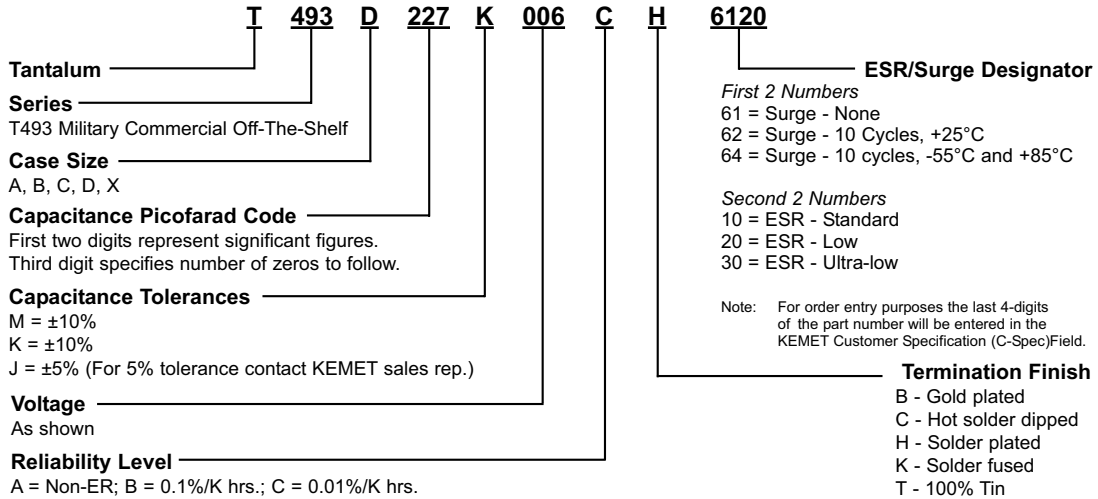 T 493 D 227 K 006 C H 6120
Tantalum
Series
T493 Military Commercial Off-The-Shelf
Case Size
A, B, C, D, X
Capacitance Picofarad Code
First two digits represent significant figures.
Third digit specifies number of zeros to follow.
Capacitance Tolerances
M = ±10%
K = ±10%
J = ±5% (For 5% tolerance contact KEMET sales rep.)
Voltage
As shown
Reliability Level
A = Non-ER; B = 0.1%/K hrs.; C = 0.01%/K hrs.
ESR/Surge Designator
First 2 Numbers
61 = Surge - None
62 = Surge - 10 Cycles, +25°C
64 = Surge - 10 cycles, -55°C and +85°C
Second 2 Numbers
10 = ESR - Standard
20 = ESR - Low
30 = ESR - Ultra-low
Note: For order entry purposes the last 4-digits
of the part number will be entered in the
KEMET Customer Specification (C-Spec)Field.
Termination Finish
B - Gold plated
C - Hot solder dipped
H - Solder plated
K - Solder fused
T - 100% Tin